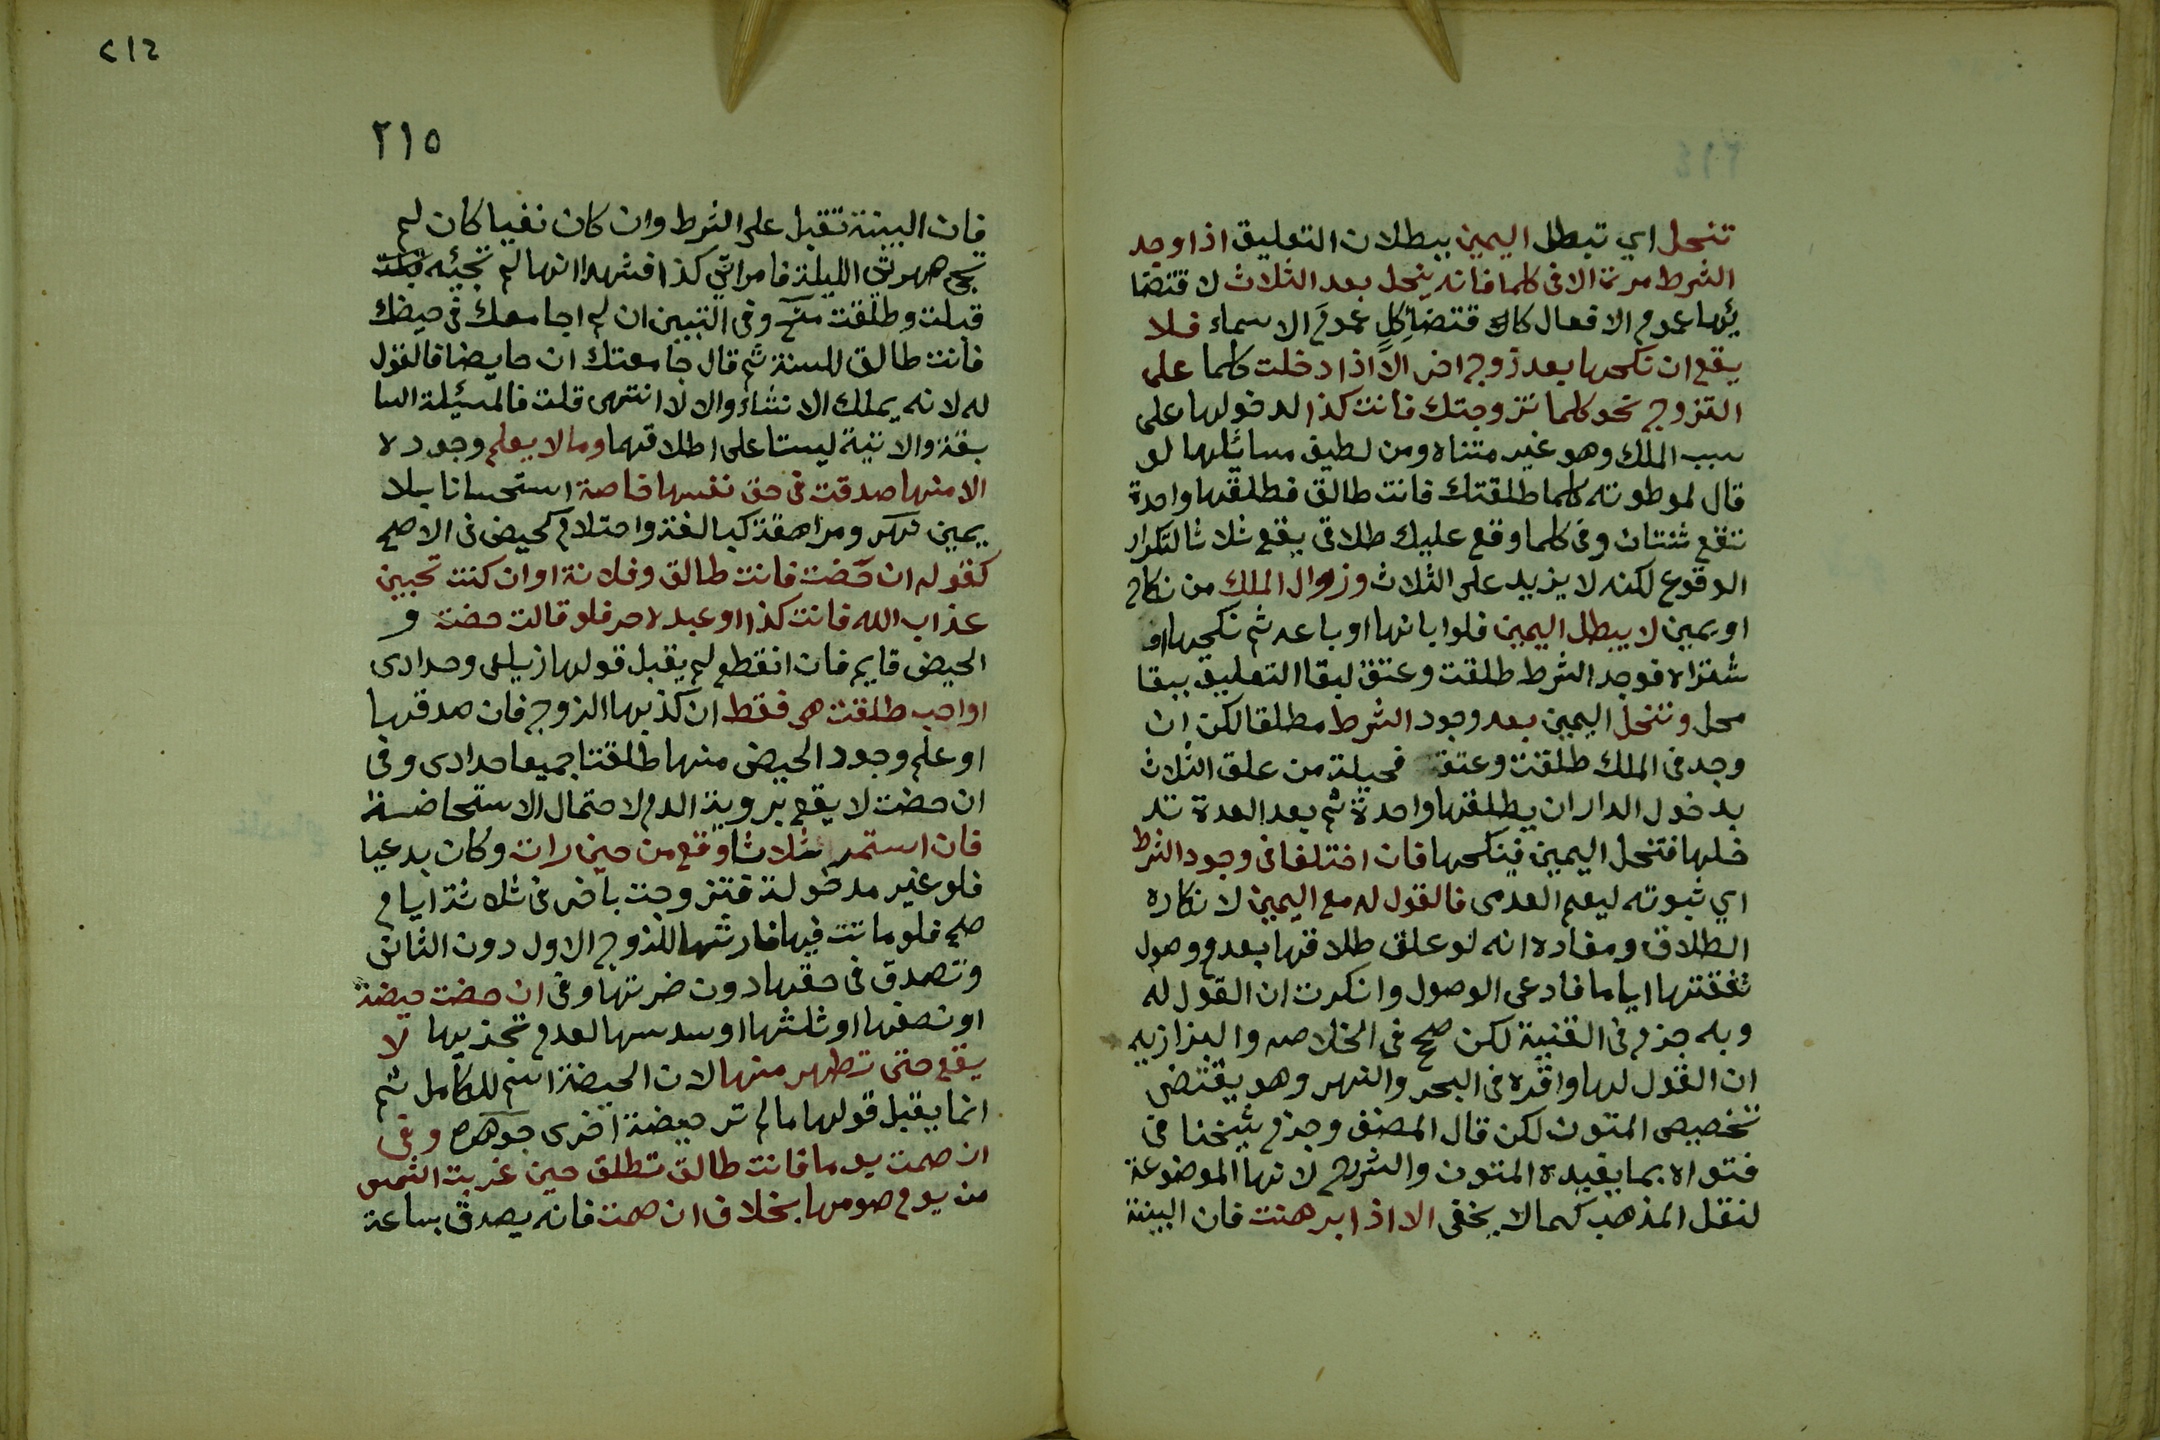 تنحل اي تبطل اليمين ببطلان التعليق اذا وجد
الشرط مرة الا في كلما فانه ينحل بعد الثلاث لاقتضا
ئها عموم الافعال كاقتضائ كل عموم الاسماء فلا
يقع ان نكحها بعد زوج اخر الا اذا دخلت كلما على
التزوج نحو كلما تزوجتك فانت كذا لدخولها على
سبب الملك وهو غير متناه ومن لطيف مسائلها لو
قال لموطوته كلما طلقتك فانت طالق فطلقها واحدة
تقع ثنتان وفي كلما وقع عليك طلاقي يقع ثلاثا لتكرار
الوقوع لكنه لا يزيد على الثلاث وزوال الملك من نكاح
او يمين لا يبطل اليمين فلو ابانها او باعه ثم نكحها او
شتراه فوجد الشرط طلقت وعتق لبقا التعليق ببقا
محل وتنحل اليمين بعد وجود الشرط مطلقا لكن ان
وجد في الملك طلقت وعتق فحيلة من علق الثلاث
بدخول الدار ان يطلقها واحدة ثم بعد العدة تد
خلها فتنحل اليمين فينكحها فان اختلفا في وجود الشرط
اي ثبوته ليعم العدمي فالقول له مع اليمين لانكاره
الطلاق ومفاده انه لو علق طلاقها بعدم وصول
نفقتها اياما فادعى الوصول وانكرت ان القول له
وبه جزم في القنية لكن صحح في الخلاصه والبزازيه
ان القول لها واقره في البحر والنهر وهو يقتضي
تخصيص المتون لكن قال المصنف وجزم شيخنا في
فتواه بما يفيده المتون والشرح لانها الموضوعة
لنقل المذهب كما لا يخفى الا اذا برهنت فان البينة
٢١٥
٢١٤
فان البينة تقبل على الشرط وان كان نفيا كان لم
تجئ صهرتي الليلة فامراتي كذا فشهدا انها لم تجئه
قبلت وطلقت منح وفي التبيين ان لم اجامعك في حيضك
فانت طالق للسنة ثم قال جامعتك ان حايضا فالقول
له لانه يملك الانشاء والا لا انتهى قلت فالمسئلة السا
بقة والاتية ليستا على اطلاقهما وما لا يعلم وجوده
الا منها صدقت في حق نفسها خاصة استحسانا بلا
يمين نهر ومراهقة كبالغة واحتلام كحيض في الاصح
كقوله ان حضت فانت طالق وفلانة او ان كنت تحبين
عذاب الله فانت كذا او عبده حر فلو قالت حضت و
الحيض قايم فان انقطع لم يقبل قولها زيلعي وحدادي
او احب طلقت هي فقط ان كذبها الزوج فان صدقها
او علم وجود الحيض منها طلقتا جميعا حدادي وفي
ان حضت لا يقع برؤية الدم لاحتمال الاستحاضة
فان استمر ثلاثا وقع من حين رات وكان بدعيا
فلو غير مدخولة فتزوجت باخر في ثلاثة ايام
صح فلو ماتت فيها فارثها للزوج الاول دون الثاني
وتصدق في حقها دون ضرتها وفي ان حضت حيضة
او نصفها او ثلثها او سدسها لعدم تجزيها لا
يقع حتى تطهر منها لان الحيضة اسم للكامل ثم
انما يقبل قولها ما لم تر حيضة اخرى جوهره وفي
ان صمت يوما فانت طالق تطلق حين غربت الشمس
من يوم صومها بخلاف ان صمت فانه يصدق بساعة